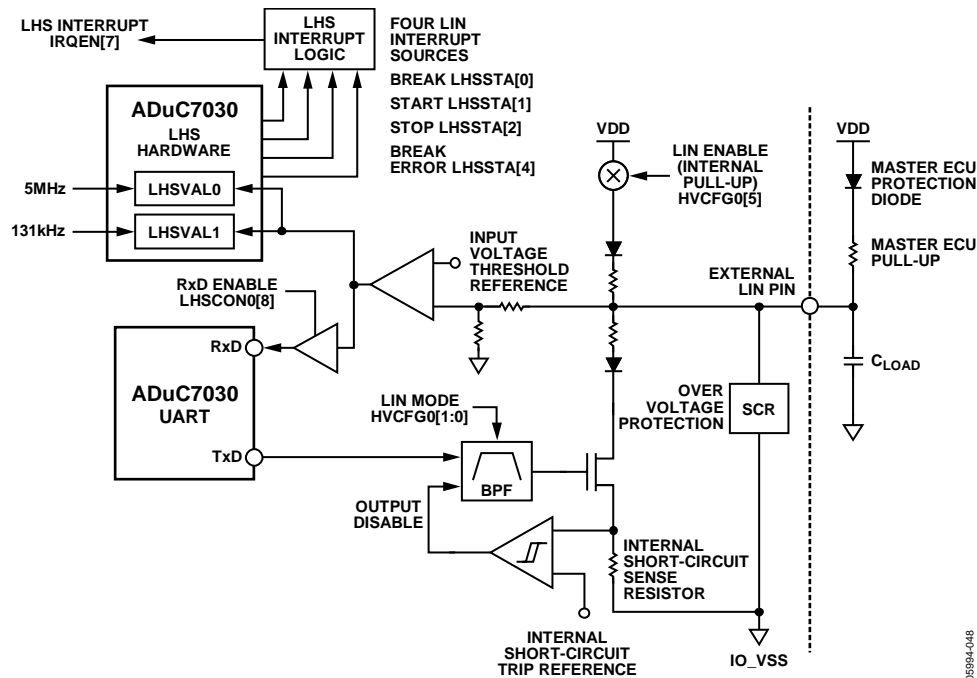 LHS INTERRUPT
IRQEN[7]
LHS
INTERRUPT
LOGIC
FOUR LIN
INTERRUPT
SOURCES
BREAK LHSSTA[0]
START LHSSTA[1]
STOP LHSSTA[2]
BREAK
ERROR LHSSTA[4]
ADuC7030
LHS
HARDWARE
5MHz
LHSVAL0
131kHz
LHSVAL1
VDD
LIN ENABLE
(INTERNAL
PULL-UP)
HVCFG0[5]
VDD
MASTER ECU
PROTECTION
DIODE
MASTER ECU
PULL-UP
INPUT
VOLTAGE
THRESHOLD
REFERENCE
EXTERNAL
LIN PIN
RxD ENABLE
LHSCON0[8]
RxD
ADuC7030
UART
TxD
CLOAD
OVER
VOLTAGE
PROTECTION
SCR
LIN MODE
HVCFG0[1:0]
BPF
OUTPUT
DISABLE
INTERNAL
SHORT-CIRCUIT
SENSE
RESISTOR
INTERNAL
SHORT-CIRCUIT
TRIP REFERENCE
IO_VSS
05994-048